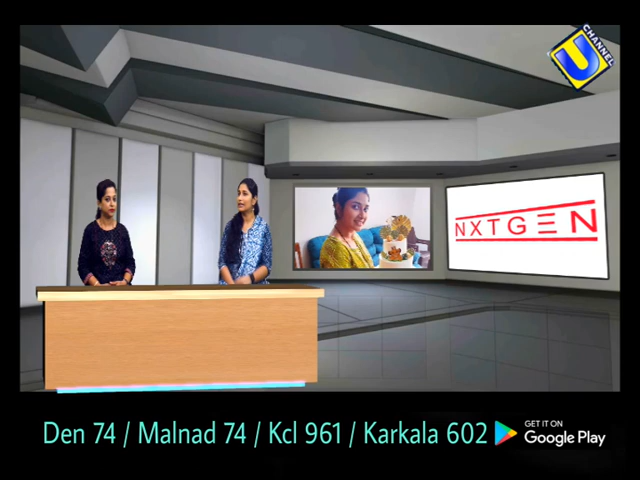 U
CHANNEL
NXTGEN
Den 74 / Malnad 74 / Kcl 961 / Karkala 602
GET IT ON
Google Play